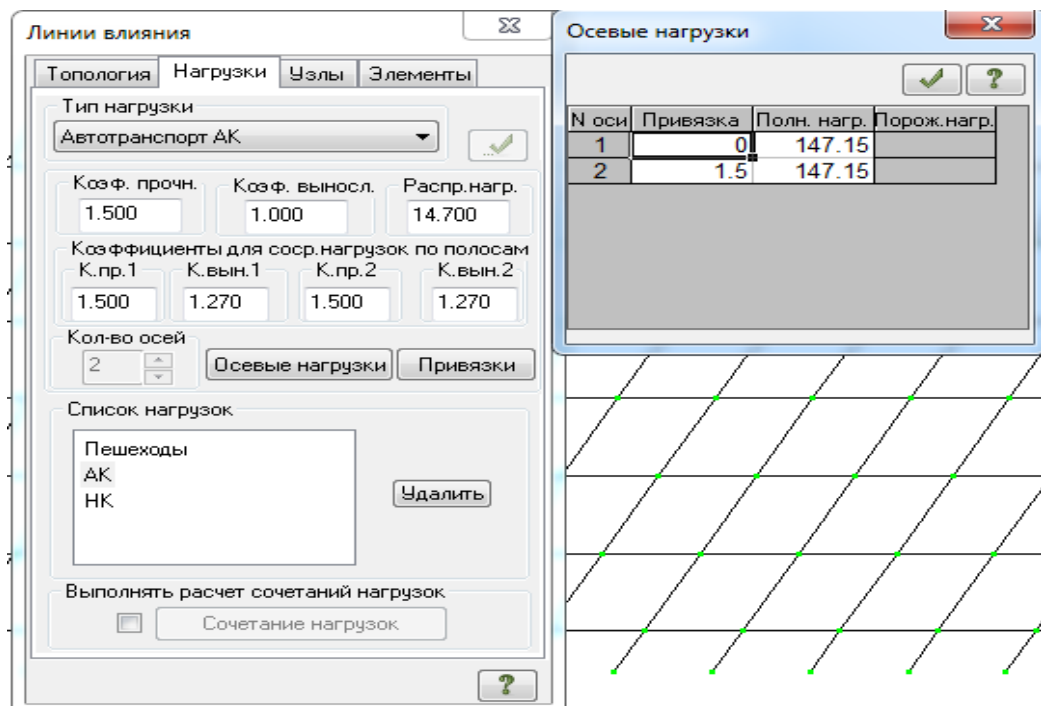 Линии влияния
Топология Нагрузки Узлы Элементы
Тип нагрузки
Автотранспорт АК
Коэф. прочн. Коэф. выносл. Распр.нагр.
1.500 1.000 14.700
Коэффициенты для соср.нагрузок по полосам
К.пр.1 К.вын.1 К.пр.2 К.вын.2
1.500 1.270 1.500 1.270
Кол-во осей
2 Осевые нагрузки Привязки
Список нагрузок
Пешеходы
АК
НК
Удалить
Выполнять расчет сочетаний нагрузок
Сочетание нагрузок
?
Осевые нагрузки
?
N оси Привязка Полн. нагр. Порож.нагр.
1 0 147.15
2 1.5 147.15